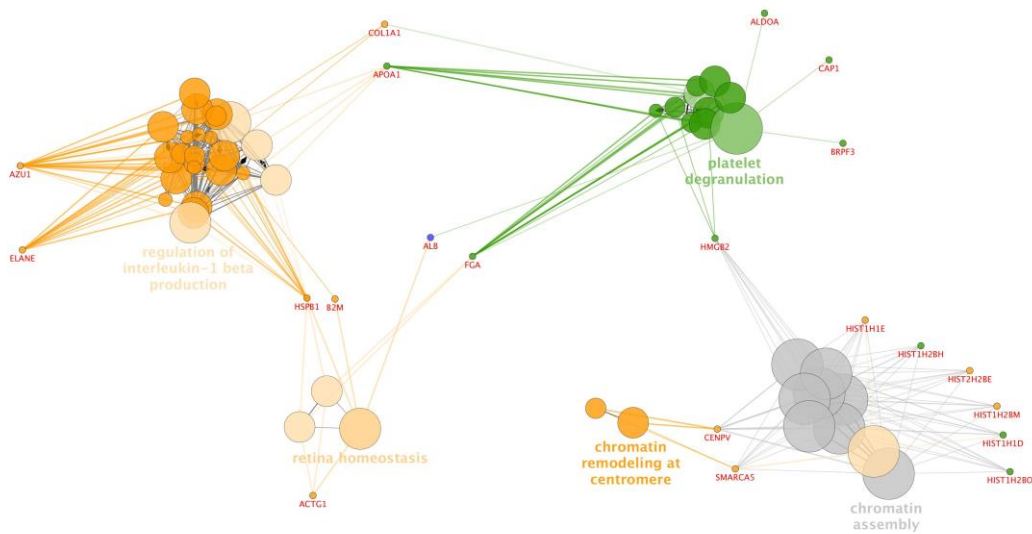 ALDOA
COL1A1
CAP1
APOA1
BRPF3
platelet
degranulation
AZU1
ALB
HMGB2
ELANE
regulation of
interleukin-1 beta
production
FGA
HSPB1
B2M
HIST1H1E
HIST1H2BH
HIST2H2BE
HIST1H2BM
CENPV
HIST1H1D
retina homeostasis
chromatin
remodeling at
centromere
SMARCA5
HIST1H2BO
ACTG1
chromatin
assembly